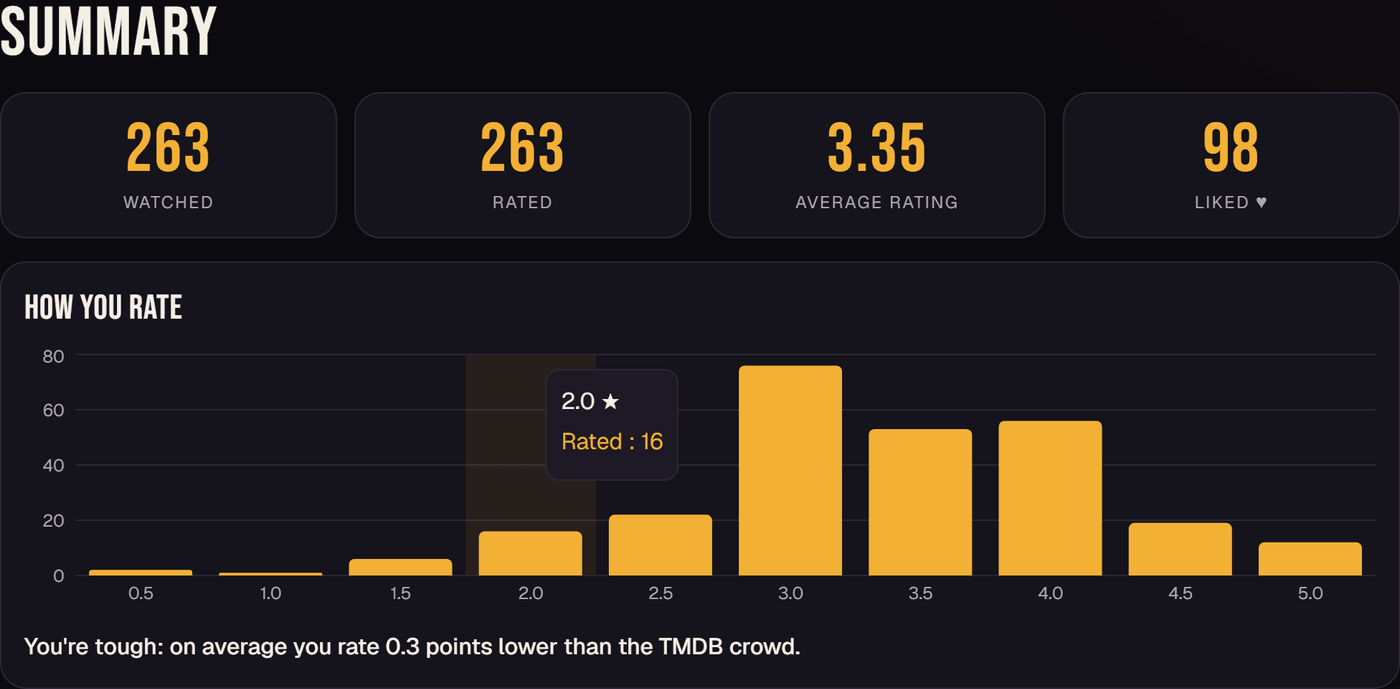 SUMMARY
263
WATCHED
263
RATED
3.35
AVERAGE RATING
98
LIKED ♥
HOW YOU RATE
80
60
40
20
0
2.0 ★
Rated : 16
0.5 1.0 1.5 2.0 2.5 3.0 3.5 4.0 4.5 5.0
You're tough: on average you rate 0.3 points lower than the TMDB crowd.